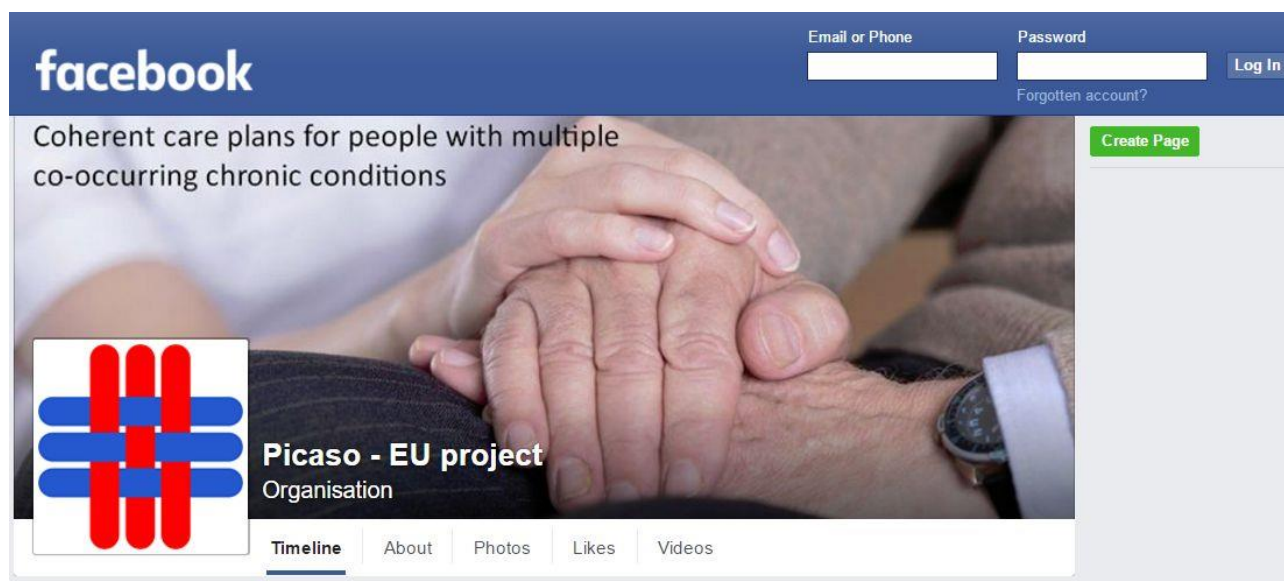 Email or Phone
Password
facebook
Log In
Forgotten account?
Coherent care plans for people with multiple
co-occurring chronic conditions
Create Page
Picaso - EU project
Organisation
Timeline About Photos Likes Videos